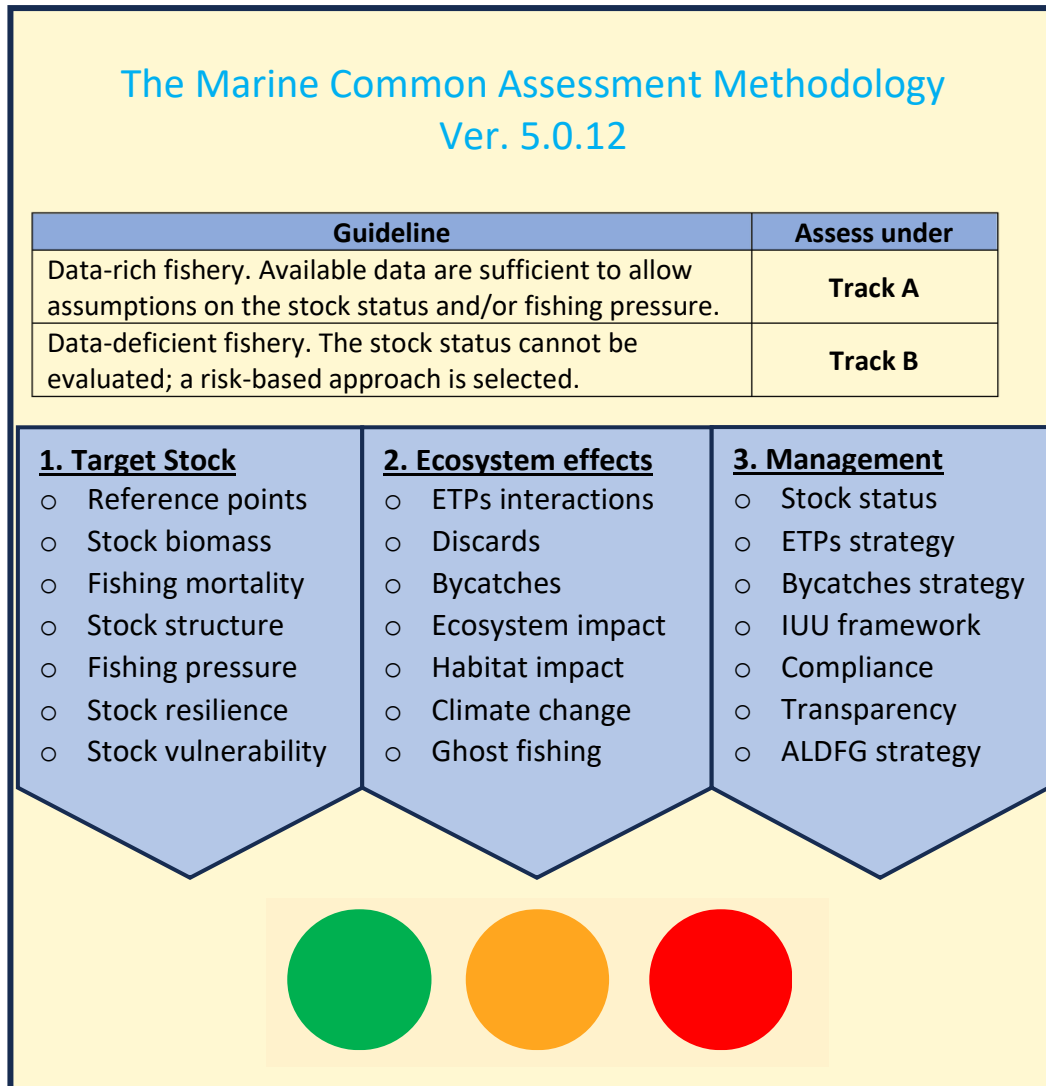 The Marine Common Assessment Methodology
Ver. 5.0.12
Guideline
Assess under
Data-rich fishery. Available data are sufficient to allow
assumptions on the stock status and/or fishing pressure.
Track A
Data-deficient fishery. The stock status cannot be
evaluated; a risk-based approach is selected.
Track B
1. Target Stock
o Reference points
o Stock biomass
o Fishing mortality
o Stock structure
o Fishing pressure
o Stock resilience
o Stock vulnerability
2. Ecosystem effects
o ETPs interactions
o Discards
o Bycatches
o Ecosystem impact
o Habitat impact
o Climate change
o Ghost fishing
3. Management
o Stock status
o ETPs strategy
o Bycatches strategy
o IUU framework
o Compliance
o Transparency
o ALDFG strategy